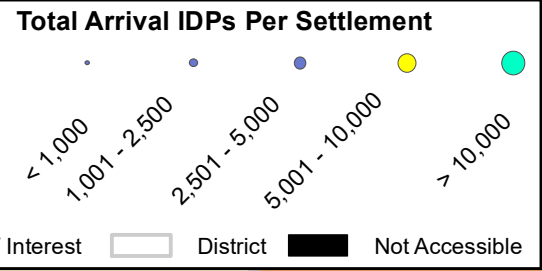 Total Arrival IDPs Per Settlement
< 1,000
1,001 - 2,500
2,501 - 5,000
5,001 - 10,000
> 10,000
Interest District Not Accessible